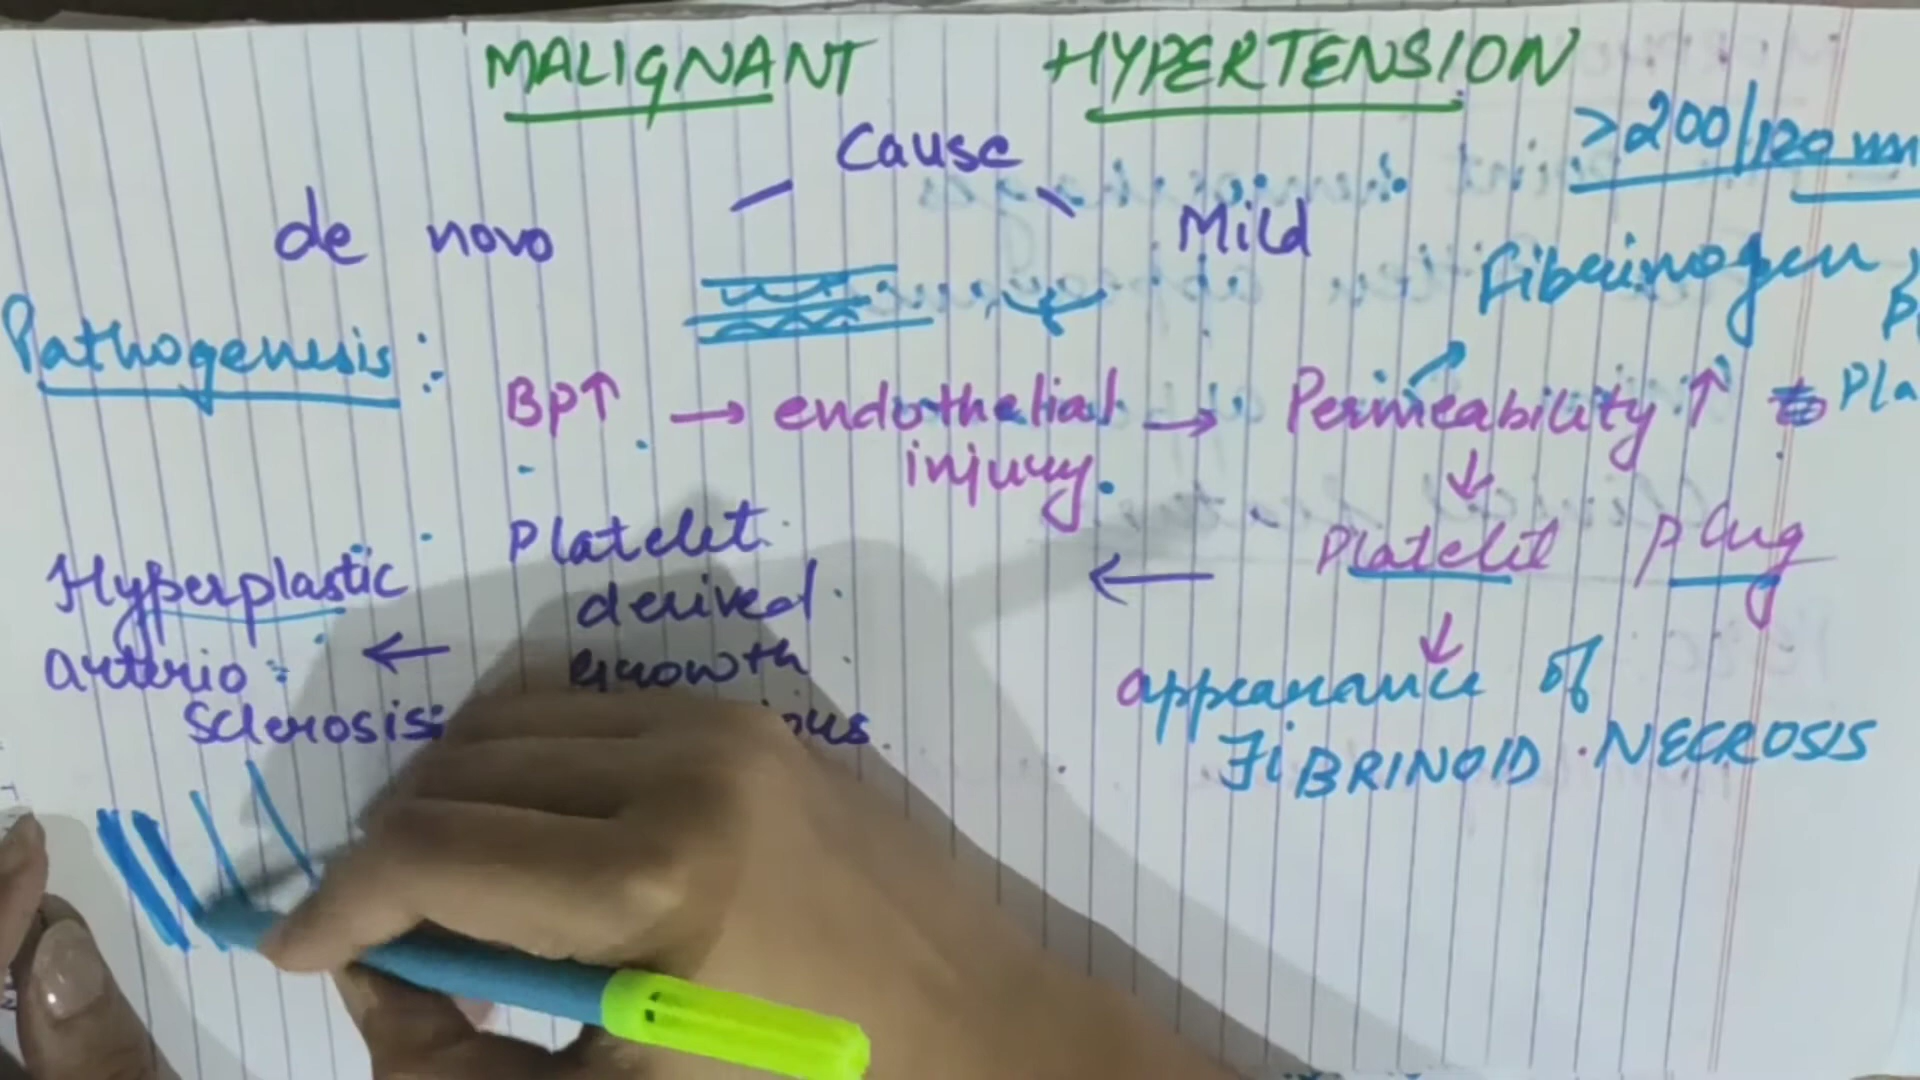 MALIGNANT HYPERTENSION
Cause
>200/120
de novo
Mild
Fibrinogen,
Pathogenesis:
BP↑ → endothelial injury. → Permeability ↑
Pla
↓
Platelet plug
←
Platelet
derived
growth
↓
appearance of
FiBRINOID NECROSIS
←
Hyperplastic
arterio
sclerosis: